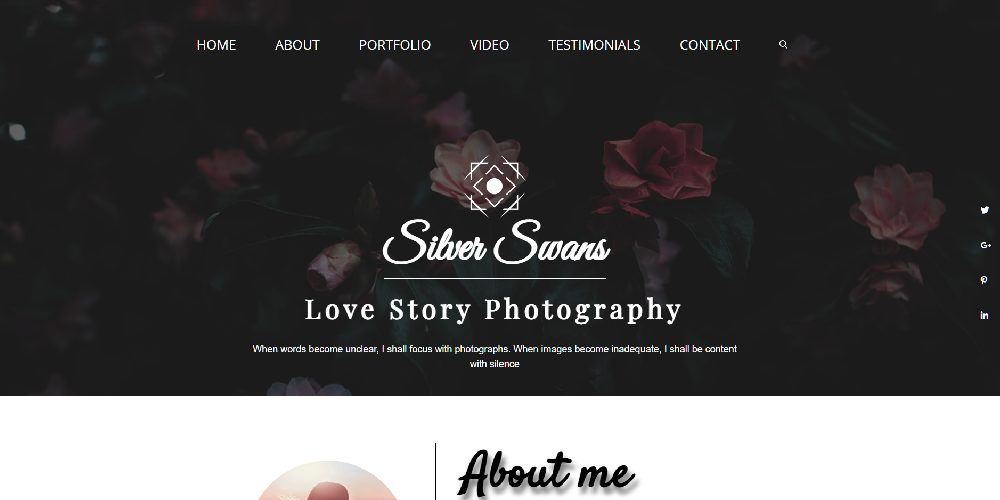 HOME ABOUT PORTFOLIO VIDEO TESTIMONIALS CONTACT
Silver Swans
Love Story Photography
When words become unclear, I shall focus with photographs. When images become inadequate, I shall be content
with silence
About me